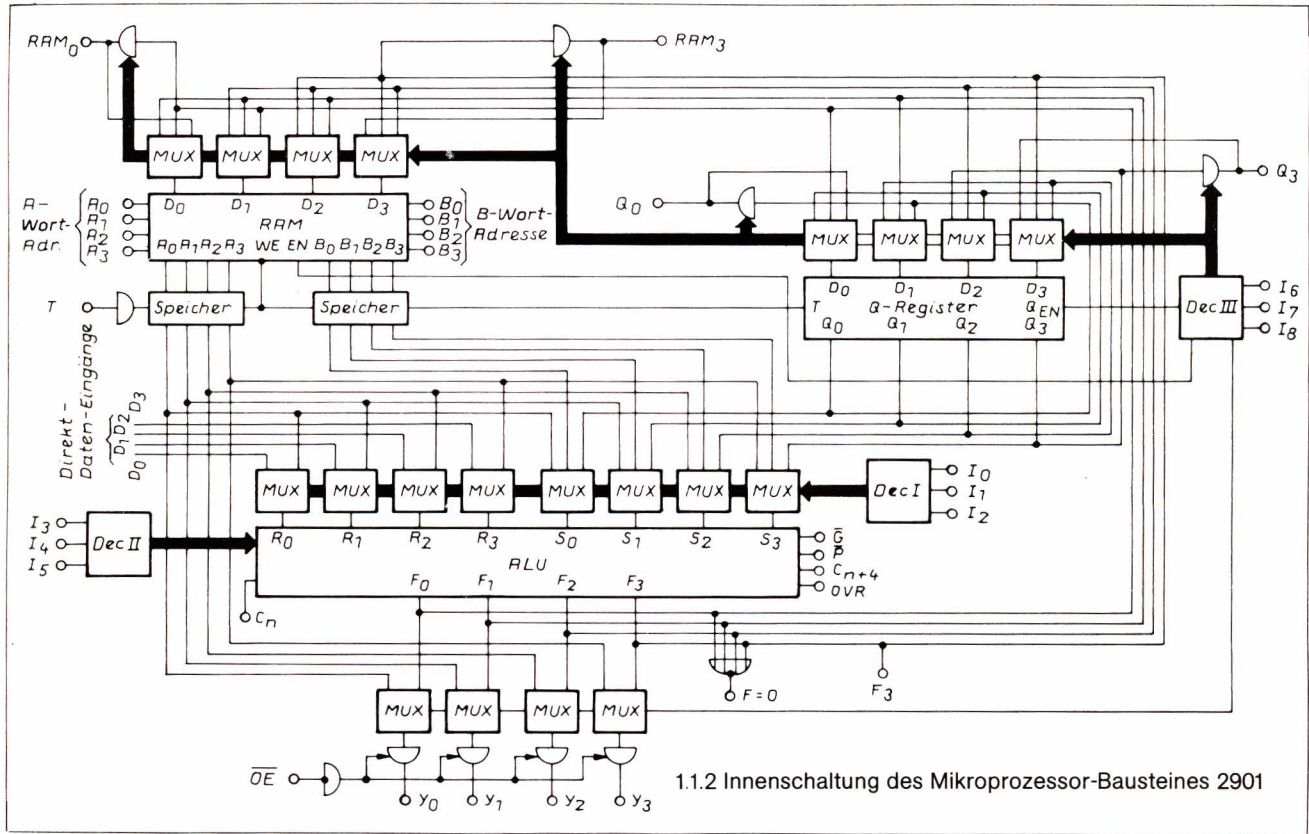 RAM0 RAM3
MUX MUX MUX MUX
Q0 Q3
A-Wort-Adr. A0 A1 A2 A3
D0 D1 D2 D3
RAM
A0 A1 A2 A3 WE EN B0 B1 B2 B3
B0 B1 B2 B3 B-Wort-Adresse
MUX MUX MUX MUX
T Speicher Speicher
D0 D1 D2 D3
T Q-Register QEN
Q0 Q1 Q2 Q3
Dec III I6 I7 I8
Direkt-Daten-Eingänge
D0 D1 D2 D3
MUX MUX MUX MUX MUX MUX MUX MUX
Dec I I0 I1 I2
I3 I4 I5 Dec II
R0 R1 R2 R3 S0 S1 S2 S3
ALU
F0 F1 F2 F3
G̅
P̅
Cn+4
OVR
Cn
F=0 F3
MUX MUX MUX MUX
O̅E̅
Y0 Y1 Y2 Y3
1.1.2 Innenschaltung des Mikroprozessor-Bausteines 2901